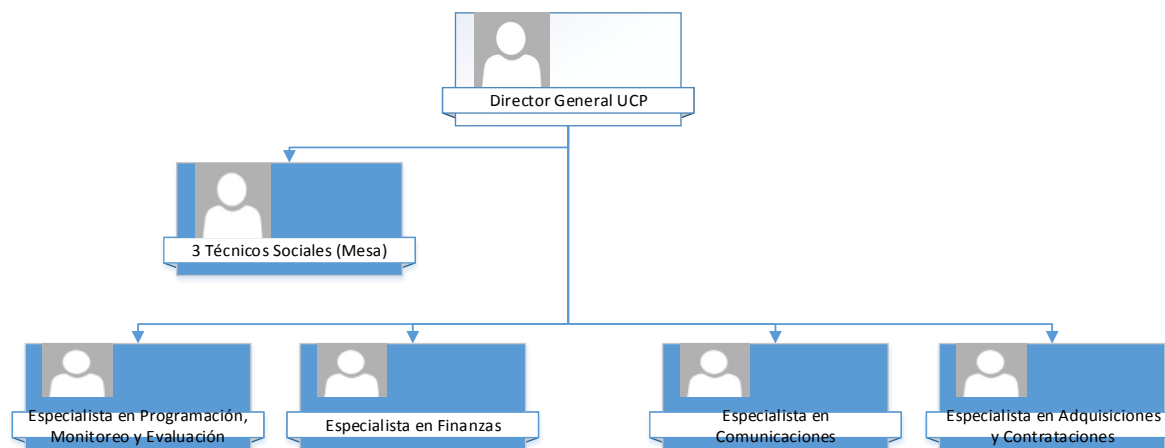 Director General UCP
3 Técnicos Sociales (Mesa)
Especialista en Programación,
Monitoreo y Evaluación
Especialista en Finanzas
Especialista en
Comunicaciones
Especialista en Adquisiciones
y Contrataciones